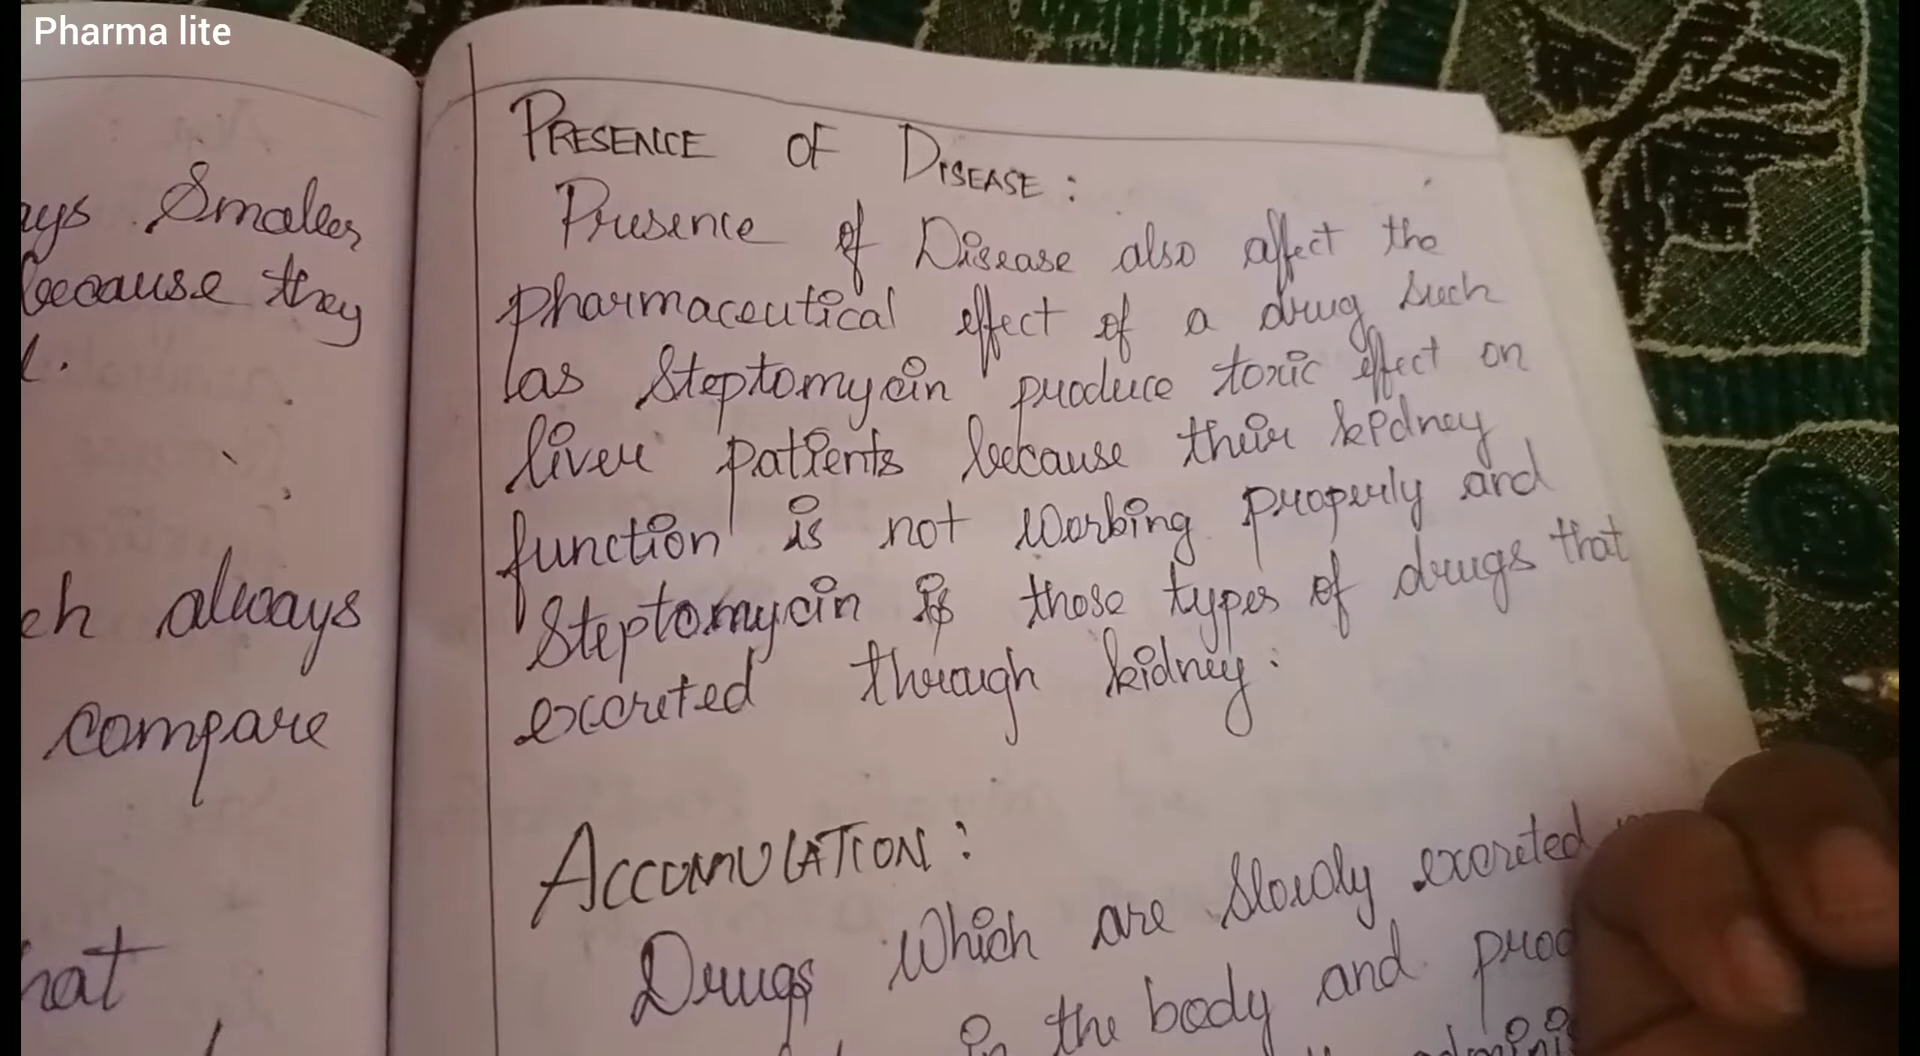 Pharma lite
ays Smaller
because they
l.
ch always
compare
hat
PRESENCE OF DISEASE:
Presence of Disease also affect the
pharmaceutical effect of a drug such
as Steptomycin produce toxic effect on
liver patients because their kidney
function is not working properly and
Steptomycin is those types of drugs that
excreted through kidney.
ACCOMULATION:
Drugs which are slowly excreted
in the body and prod